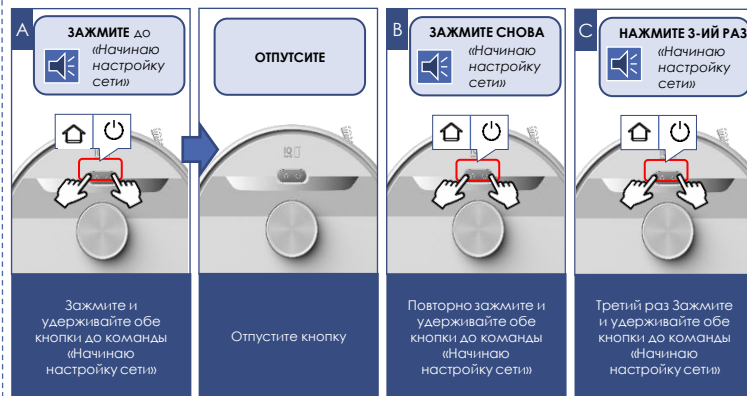 A
ЗАЖМИТЕ до
«Начинаю
настройку
сети»
Зажмите и
удерживайте обе
кнопки до команды
«Начинаю
настройку сети»
ОТПУТСИТЕ
Отпустите кнопку
B
ЗАЖМИТЕ СНОВА
«Начинаю
настройку
сети»
Повторно зажмите и
удерживайте обе
кнопки до команды
«Начинаю
настройку сети»
C
НАЖМИТЕ 3-ИЙ РАЗ
«Начинаю
настройку
сети»
Третий раз Зажмите
и удерживайте обе
кнопки до команды
«Начинаю
настройку сети»